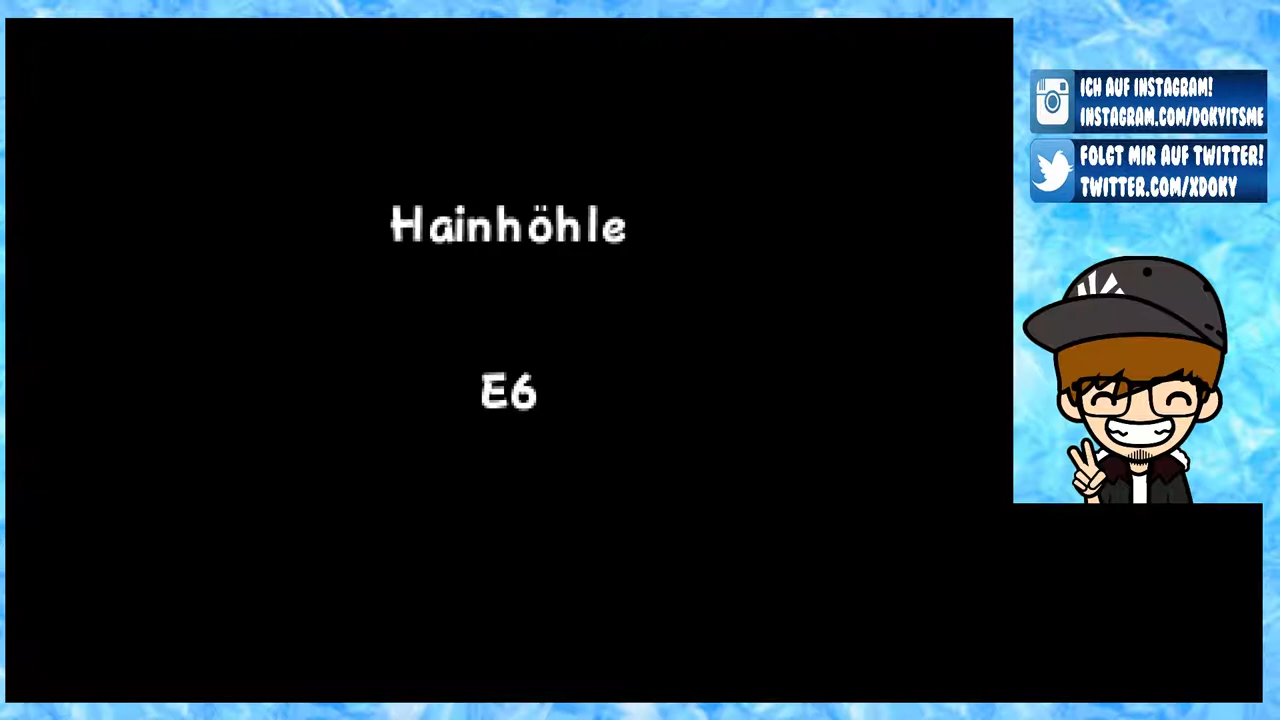 Hainhöhle
E6
ICH AUF INSTAGRAM!
INSTAGRAM.COM/DOKYITSME
FOLGT MIR AUF TWITTER!
TWITTER.COM/XDOKY